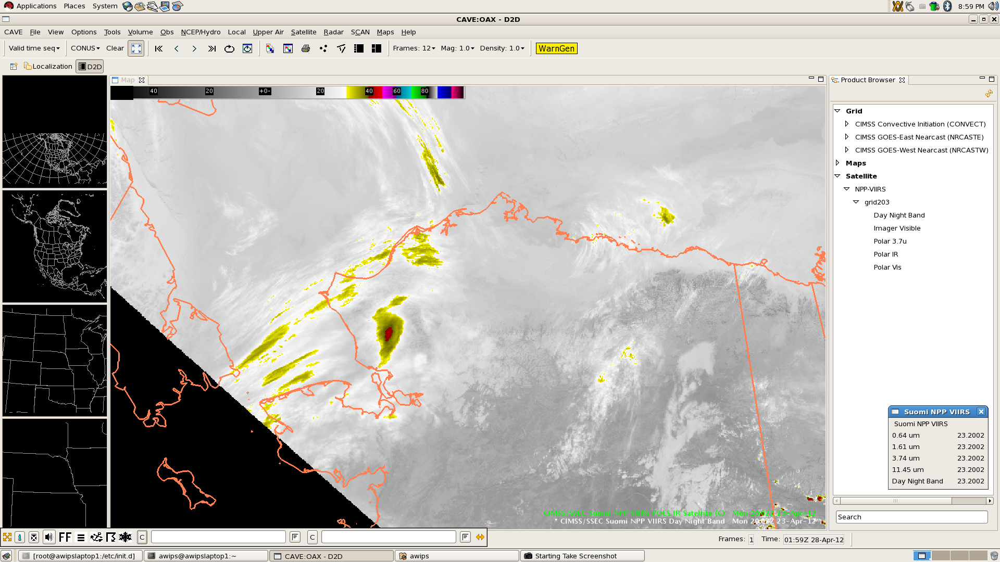 Applications Places System 8:59 PM
CAVE:OAX - D2D
CAVE File View Options Tools Volume Obs NCEP/Hydro Local Upper Air Satellite Radar SCAN Maps Help
Valid time seq CONUS Clear Frames: 12 Mag: 1.0 Density: 1.0 WarnGen
Localization D2D
Map
40 20 +0- 20 40 60 80
Product Browser
Grid
CIMSS Convective Initiation (CONVECT)
CIMSS GOES-East Nearcast (NRCASTE)
CIMSS GOES-West Nearcast (NRCASTW)
Maps
Satellite
NPP-VIIRS
grid203
Day Night Band
Imager Visible
Polar 3.7u
Polar IR
Polar Vis
Suomi NPP VIIRS
Suomi NPP VIIRS
0.64 um 23.2002
1.61 um 23.2002
3.74 um 23.2002
11.45 um 23.2002
Day Night Band 23.2002
CIMSS/SSEC Suomi NPP VIIRS POES IR Satellite (C) Mon 20:02Z 23-Apr-12
* CIMSS/SSEC Suomi NPP VIIRS Day Night Band Mon 20:02Z 23-Apr-12
Search
FF C C
Frames: 1 Time: 01:59Z 28-Apr-12
[root@awipslaptop1:/etc/init.d] awips@awipslaptop1:~ CAVE:OAX - D2D awips Starting Take Screenshot